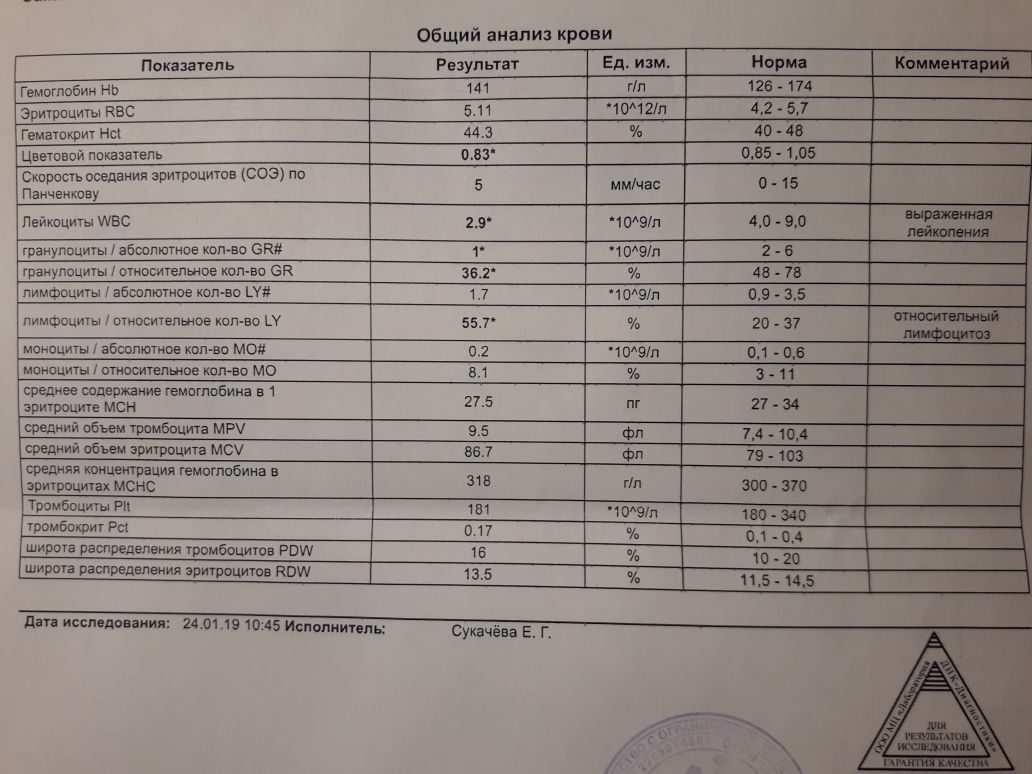 Общий анализ крови
Показатель Результат Ед. изм. Норма Комментарий
Гемоглобин Hb 141 г/л 126 - 174
Эритроциты RBC 5.11 *10^12/л 4,2 - 5,7
Гематокрит Hct 44.3 % 40 - 48
Цветовой показатель 0.83* 0,85 - 1,05
Скорость оседания эритроцитов (СОЭ) по
Панченкову 5 мм/час 0 - 15
Лейкоциты WBC 2.9* *10^9/л 4,0 - 9,0 выраженная
лейкопения
гранулоциты / абсолютное кол-во GR# 1* *10^9/л 2 - 6
гранулоциты / относительное кол-во GR 36.2* % 48 - 78
лимфоциты / абсолютное кол-во LY# 1.7 *10^9/л 0,9 - 3,5
лимфоциты / относительное кол-во LY 55.7* % 20 - 37 относительный
лимфоцитоз
моноциты / абсолютное кол-во MO# 0.2 *10^9/л 0,1 - 0,6
моноциты / относительное кол-во MO 8.1 % 3 - 11
среднее содержание гемоглобина в 1
эритроците MCH 27.5 пг 27 - 34
средний объем тромбоцита MPV 9.5 фл 7,4 - 10,4
средний объем эритроцита MCV 86.7 фл 79 - 103
средняя концентрация гемоглобина в
эритроцитах MCHC 318 г/л 300 - 370
Тромбоциты Plt 181 *10^9/л 180 - 340
тромбокрит Pct 0.17 % 0,1 - 0,4
широта распределения тромбоцитов PDW 16 % 10 - 20
широта распределения эритроцитов RDW 13.5 % 11,5 - 14,5
Дата исследования: 24.01.19 10:45 Исполнитель: Сукачёва Е. Г.
ООО МЦ «Лаборатория
ДИК-Диагностики»
ДЛЯ
РЕЗУЛЬТАТОВ
ИССЛЕДОВАНИЯ
ГАРАНТИЯ КАЧЕСТВА